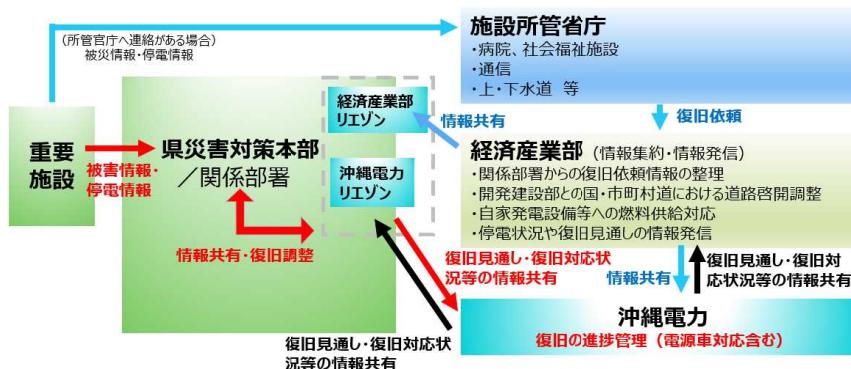 施設所管省庁
・病院、社会福祉施設
・通信
・上・下水道 等
（所管官庁へ連絡がある場合）
被災情報・停電情報
復旧依頼
経済産業部
リエゾン
情報共有
重要
施設
被害情報・
停電情報
県災害対策本部
／関係部署
沖縄電力
リエゾン
情報共有・復旧調整
経済産業部（情報集約・情報発信）
・関係部署からの復旧依頼情報の整理
・開発建設部との国・市町村道における道路啓開調整
・自家発電設備等への燃料供給対応
・停電状況や復旧見通しの情報発信
復旧見通し・復旧対応状
況等の情報共有
情報共有
復旧見通し・復旧対
応状況等の情報共有
復旧見通し・復旧対応状
況等の情報共有
沖縄電力
復旧の進捗管理（電源車対応含む）